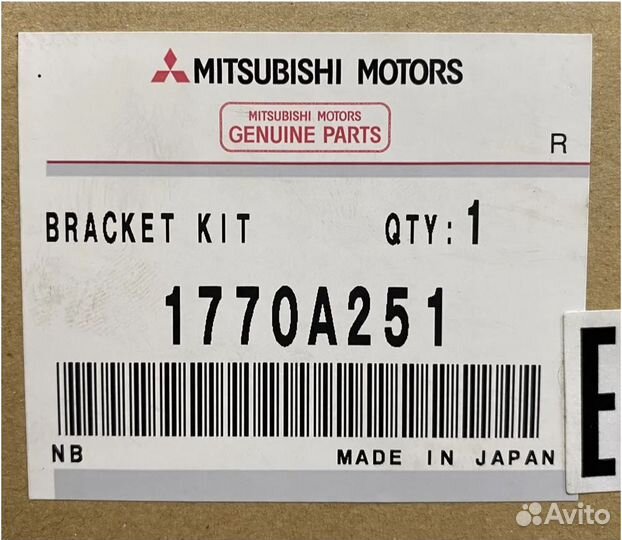 MITSUBISHI MOTORS
MITSUBISHI MOTORS
GENUINE PARTS
R
BRACKET KIT QTY: 1
1770A251
E
NB MADE IN JAPAN
Avito